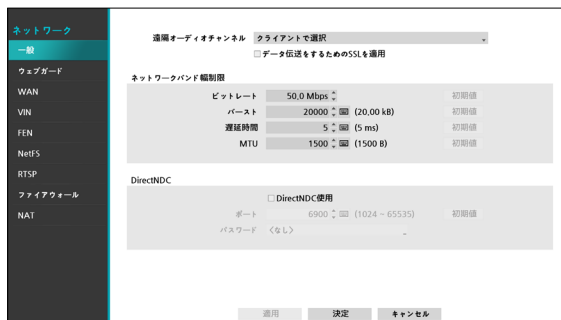 ネットワーク
一般
ウェブガード
WAN
VIN
FEN
NetFS
RTSP
ファイアウォール
NAT
遠隔オーディオチャンネル クライアントで選択
データ伝送をするためのSSLを適用
ネットワークバンド幅制限
ビットレート 50,0 Mbps 初期値
バースト 20000 (20,00 kB) 初期値
遅延時間 5 (5 ms) 初期値
MTU 1500 (1500 B) 初期値
DirectNDC
DirectNDC使用
ポート 6900 (1024 ~ 65535) 初期値
パスワード 〈なし〉
適用 決定 キャンセル